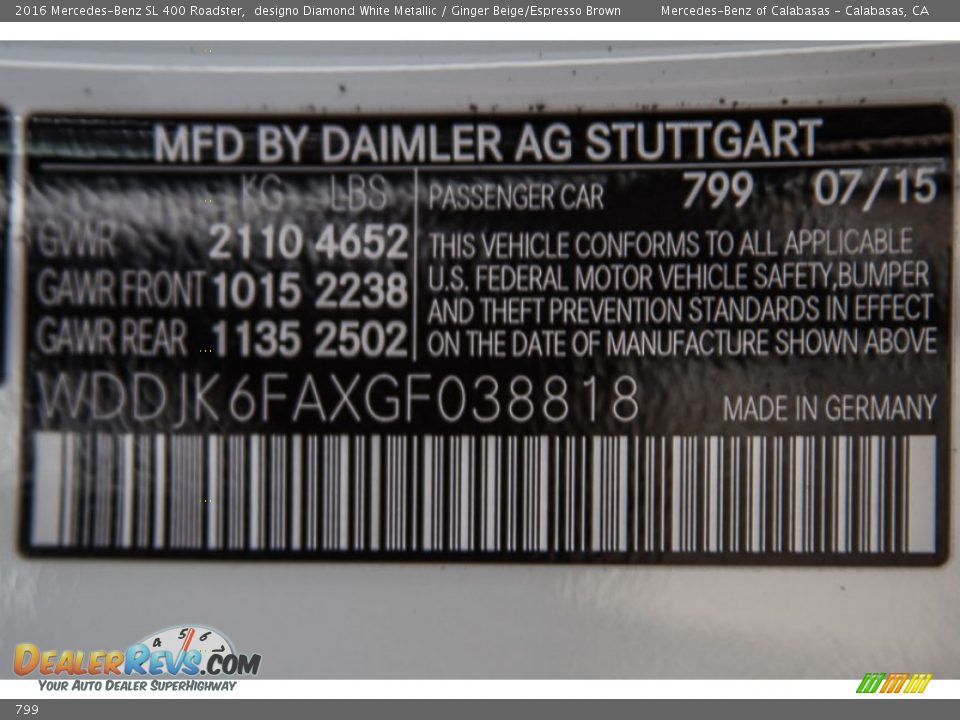 2016 Mercedes-Benz SL 400 Roadster, designo Diamond White Metallic / Ginger Beige/Espresso Brown Mercedes-Benz of Calabasas - Calabasas, CA
MFD BY DAIMLER AG STUTTGART
KG LBS
GVWR 2110 4652
GAWR FRONT 1015 2238
GAWR REAR 1135 2502
PASSENGER CAR 799 07/15
THIS VEHICLE CONFORMS TO ALL APPLICABLE
U.S. FEDERAL MOTOR VEHICLE SAFETY,BUMPER
AND THEFT PREVENTION STANDARDS IN EFFECT
ON THE DATE OF MANUFACTURE SHOWN ABOVE
WDDJK6FAXGF038818 MADE IN GERMANY
4 5 6
DEALERREVS.COM
YOUR AUTO DEALER SUPERHIGHWAY
799